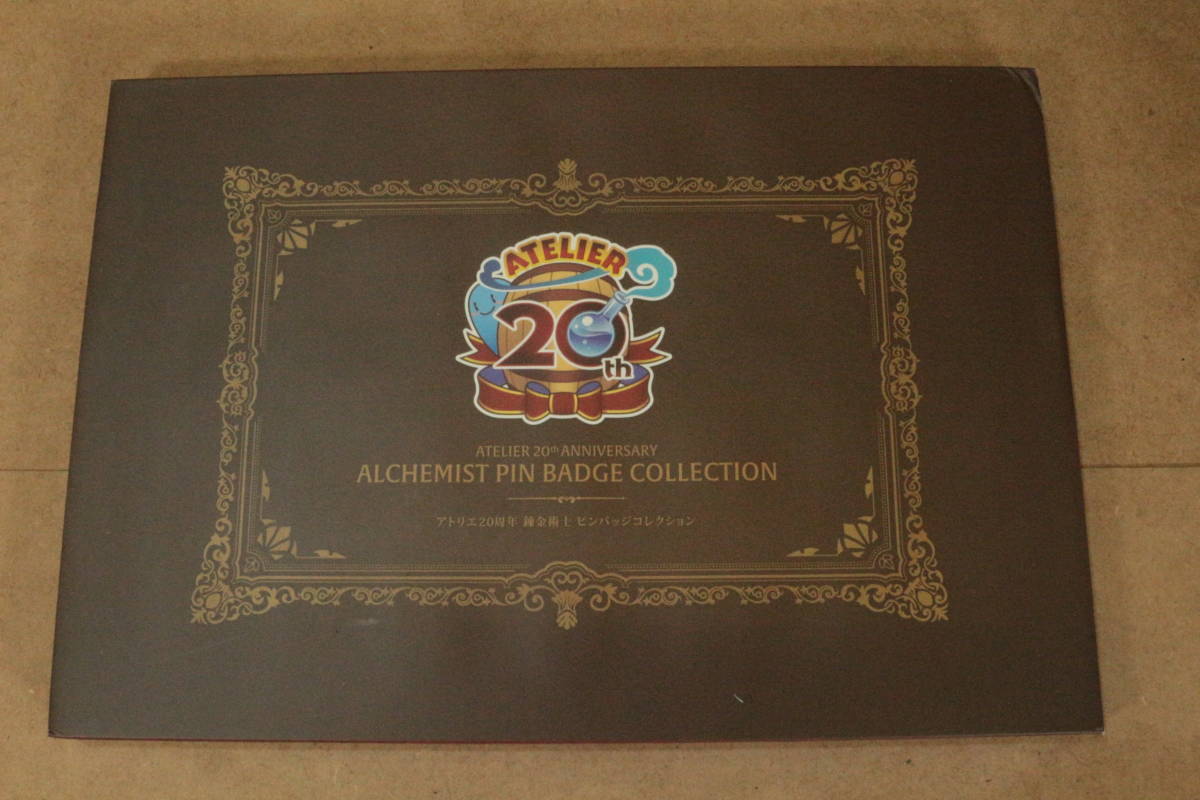 ATELIER
20th
ATELIER 20th ANNIVERSARY
ALCHEMIST PIN BADGE COLLECTION
アトリエ20周年 錬金術士 ピンバッジコレクション